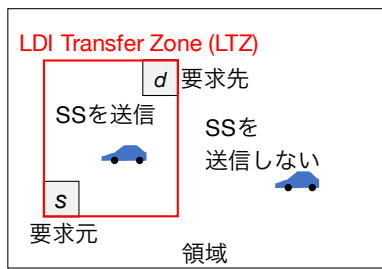 LDI Transfer Zone (LTZ)
d 要求先
SSを送信
SSを
送信しない
s
要求元
領域